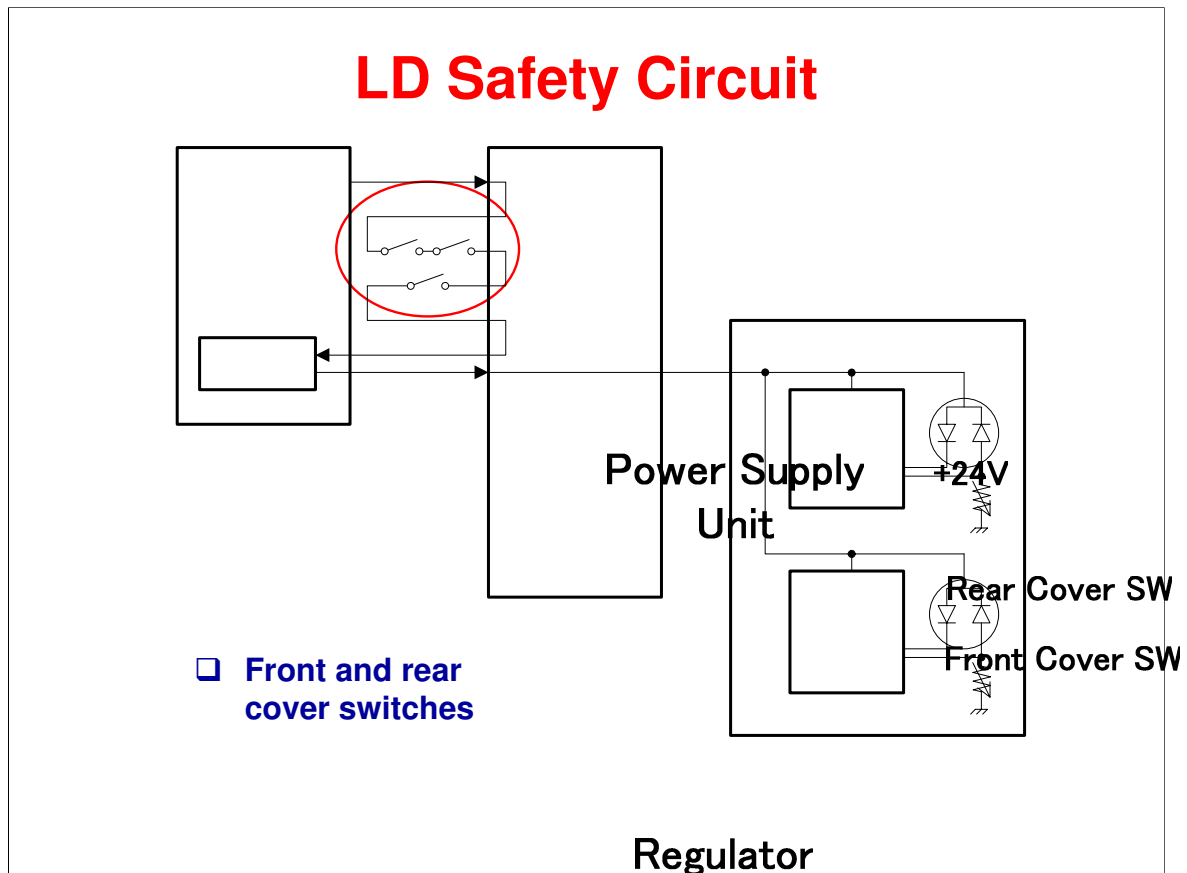 LD Safety Circuit
Power Supply
Unit
+24V
Rear Cover SW
Front Cover SW
❑ Front and rear
cover switches
Regulator